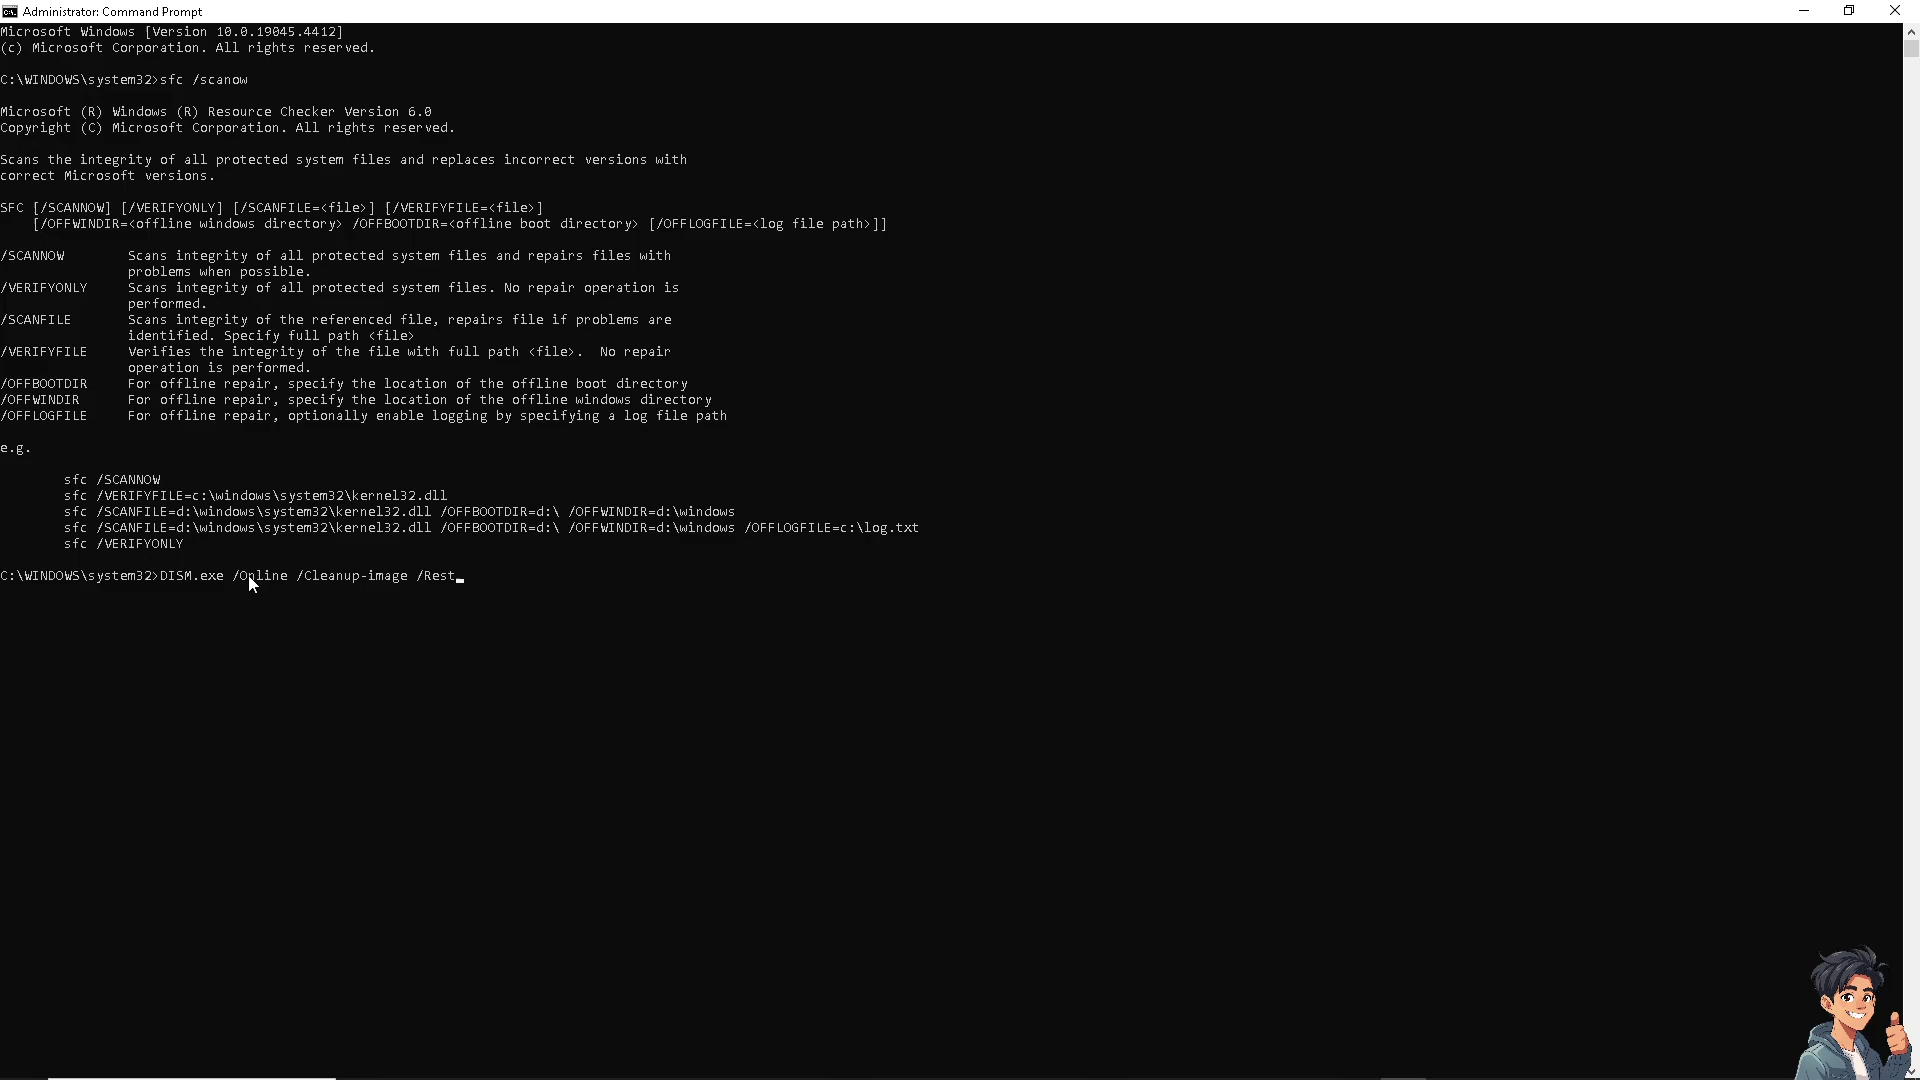 Administrator: Command Prompt
Microsoft Windows [Version 10.0.19045.4412]
(c) Microsoft Corporation. All rights reserved.
C:\WINDOWS\system32>sfc /scanow
Microsoft (R) Windows (R) Resource Checker Version 6.0
Copyright (C) Microsoft Corporation. All rights reserved.
Scans the integrity of all protected system files and replaces incorrect versions with
correct Microsoft versions.
SFC [/SCANNOW] [/VERIFYONLY] [/SCANFILE=<file>] [/VERIFYFILE=<file>]
[/OFFWINDIR=<offline windows directory> /OFFBOOTDIR=<offline boot directory> [/OFFLOGFILE=<log file path>]]
/SCANNOW Scans integrity of all protected system files and repairs files with
problems when possible.
/VERIFYONLY Scans integrity of all protected system files. No repair operation is
performed.
/SCANFILE Scans integrity of the referenced file, repairs file if problems are
identified. Specify full path <file>
/VERIFYFILE Verifies the integrity of the file with full path <file>. No repair
operation is performed.
/OFFBOOTDIR For offline repair, specify the location of the offline boot directory
/OFFWINDIR For offline repair, specify the location of the offline windows directory
/OFFLOGFILE For offline repair, optionally enable logging by specifying a log file path
e.g.
sfc /SCANNOW
sfc /VERIFYFILE=c:\windows\system32\kernel32.dll
sfc /SCANFILE=d:\windows\system32\kernel32.dll /OFFBOOTDIR=d:\ /OFFWINDIR=d:\windows
sfc /SCANFILE=d:\windows\system32\kernel32.dll /OFFBOOTDIR=d:\ /OFFWINDIR=d:\windows /OFFLOGFILE=c:\log.txt
sfc /VERIFYONLY
C:\WINDOWS\system32>DISM.exe /Online /Cleanup-image /Rest